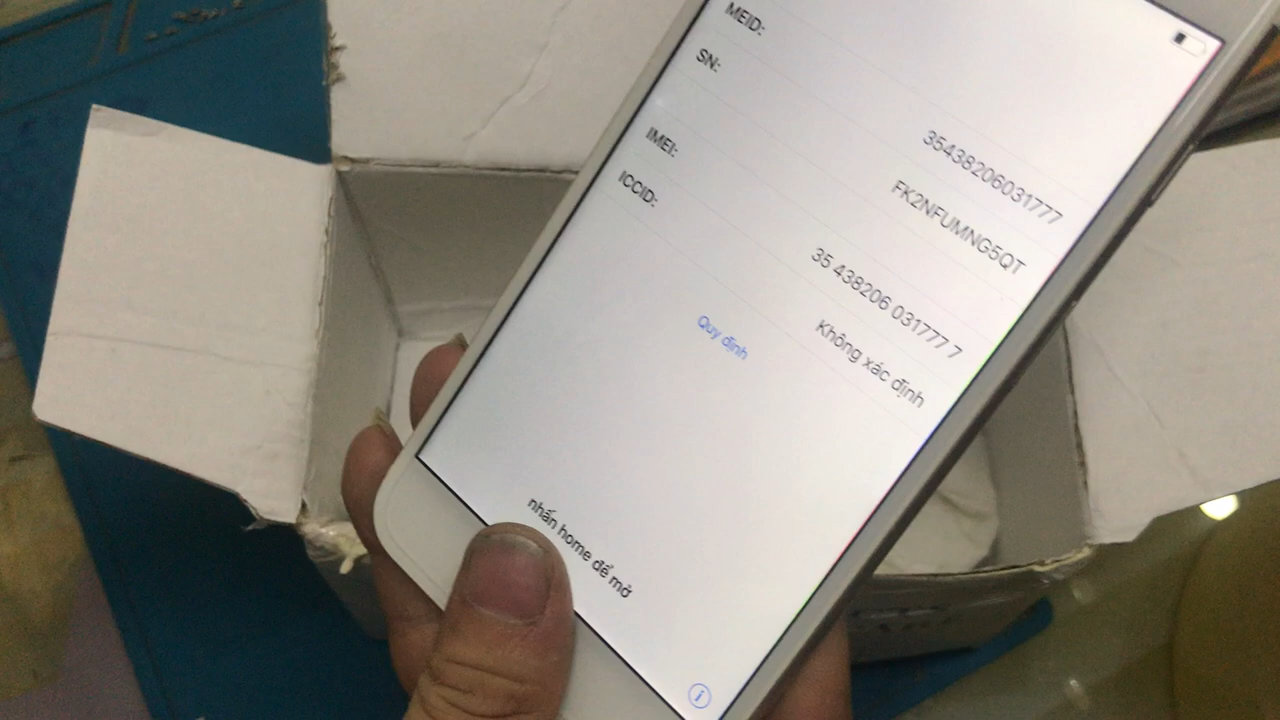 MEID:
35438206031777
SN:
FK2NFUMNG5QT
IMEI:
35 438206 031777 7
ICCID:
Không xác định
Quy định
nhấn home để mở
i